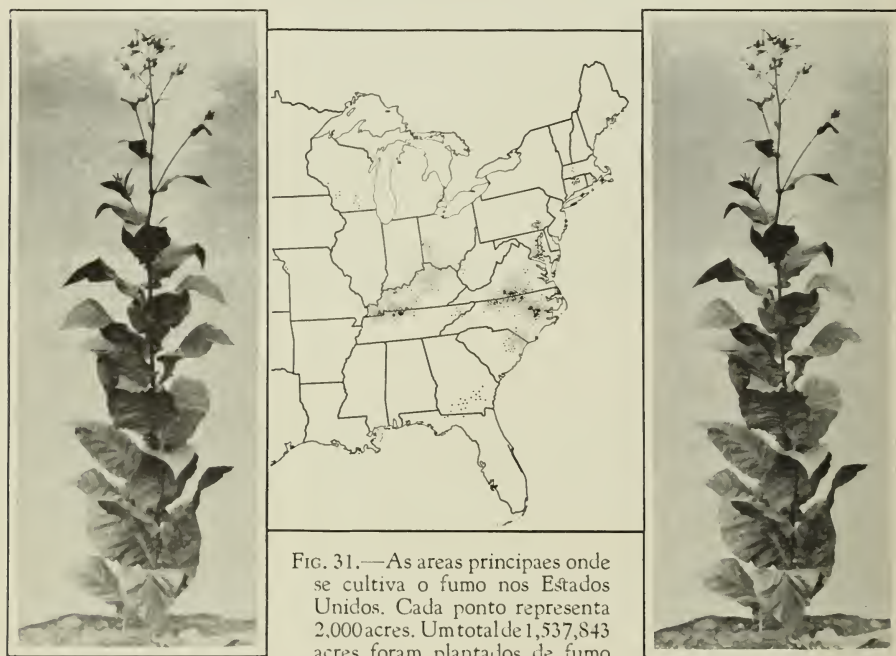 FIG. 31.—As areas principaes onde
se cultiva o fumo nos Estados
Unidos. Cada ponto representa
2,000 acres. Um total de 1,537,843
acres foram plantados de fumo